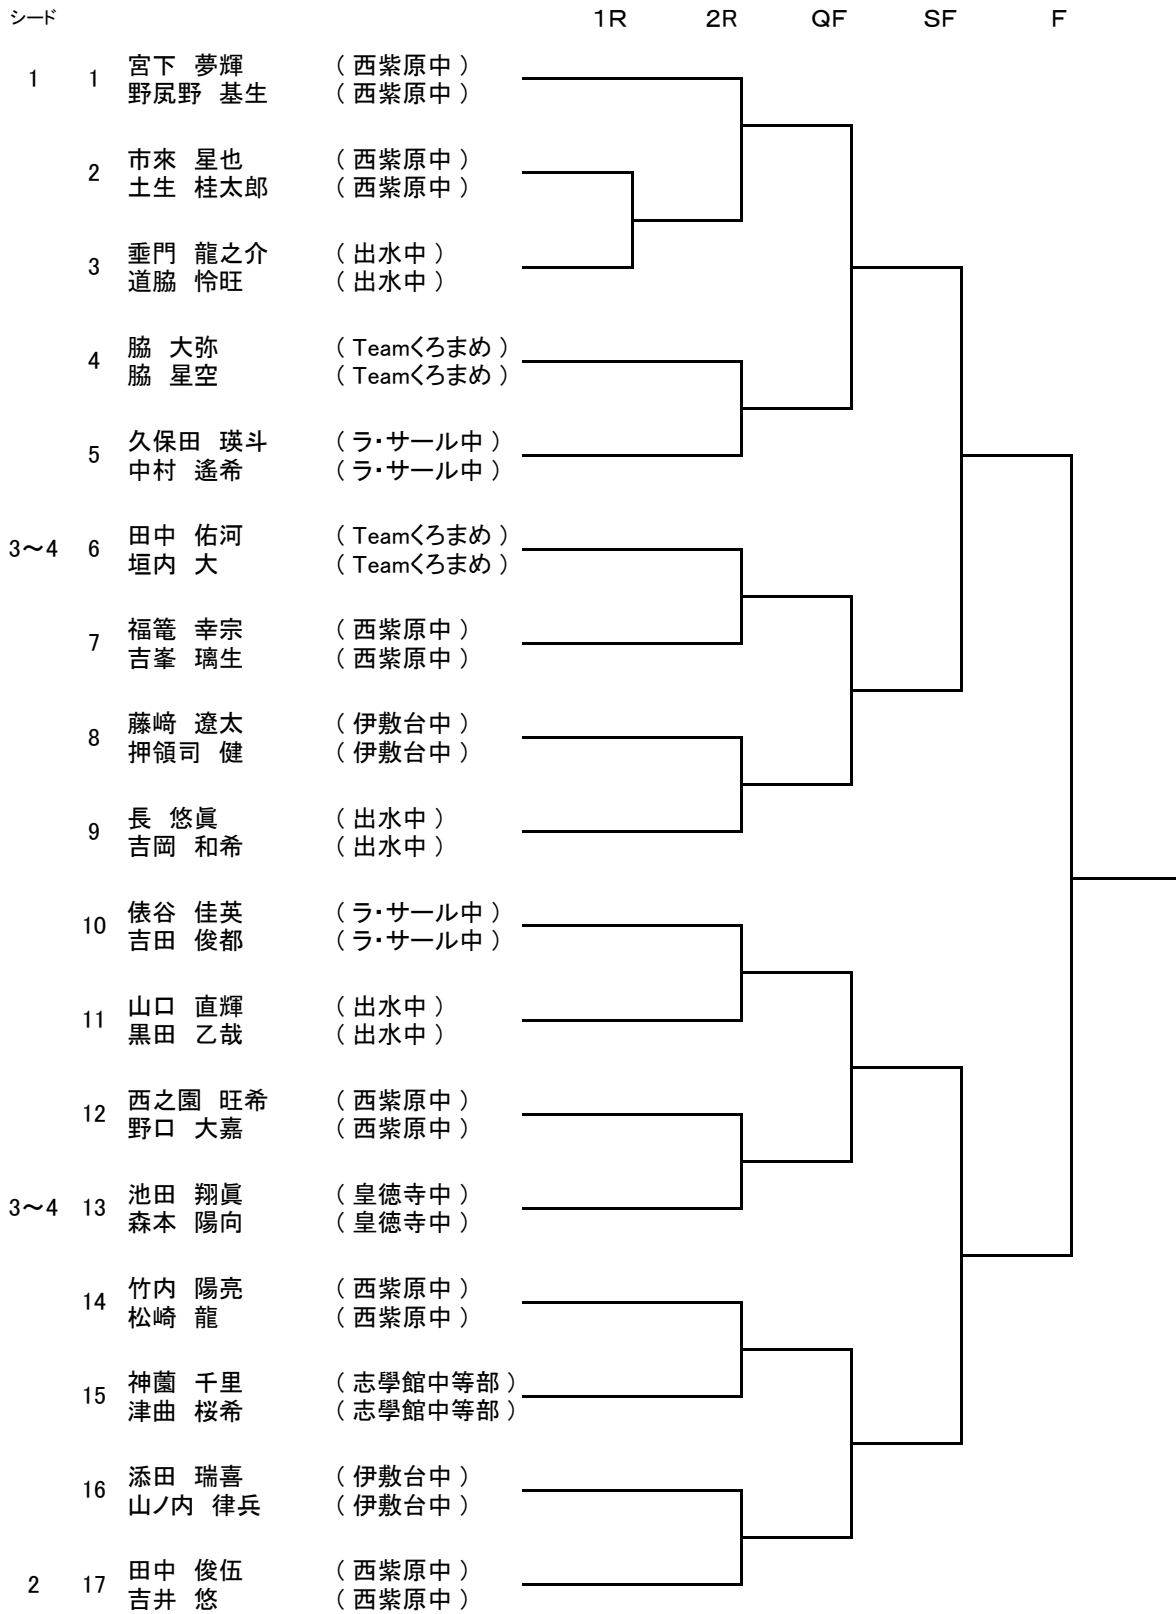 シード 1R 2R QF SF F
宮下 夢輝 ( 西紫原中 )
1 1
野尻野 基生 ( 西紫原中 )
市來 星也 ( 西紫原中 )
2
土生 桂太郎 ( 西紫原中 )
埀門 龍之介 ( 出水中 )
3
道脇 怜旺 ( 出水中 )
脇 大弥 ( Teamくろまめ )
4
脇 星空 ( Teamくろまめ )
久保田 瑛斗 ( ラ・サール中 )
5
中村 遙希 ( ラ・サール中 )
田中 佑河 ( Teamくろまめ )
3～4 6
垣内 大 ( Teamくろまめ )
福篭 幸宗 ( 西紫原中 )
7
吉峯 璃生 ( 西紫原中 )
藤﨑 遼太 ( 伊敷台中 )
8
押領司 健 ( 伊敷台中 )
長 悠眞 ( 出水中 )
9
吉岡 和希 ( 出水中 )
俵谷 佳英 ( ラ・サール中 )
10
吉田 俊都 ( ラ・サール中 )
山口 直輝 ( 出水中 )
11
黒田 乙哉 ( 出水中 )
西之園 旺希 ( 西紫原中 )
12
野口 大嘉 ( 西紫原中 )
池田 翔眞 ( 皇徳寺中 )
3～4 13
森本 陽向 ( 皇徳寺中 )
竹内 陽亮 ( 西紫原中 )
14
松崎 龍 ( 西紫原中 )
神薗 千里 ( 志學館中等部 )
15
津曲 桜希 ( 志學館中等部 )
添田 瑞喜 ( 伊敷台中 )
16
山ノ内 律兵 ( 伊敷台中 )
田中 俊伍 ( 西紫原中 )
2 17
吉井 悠 ( 西紫原中 )